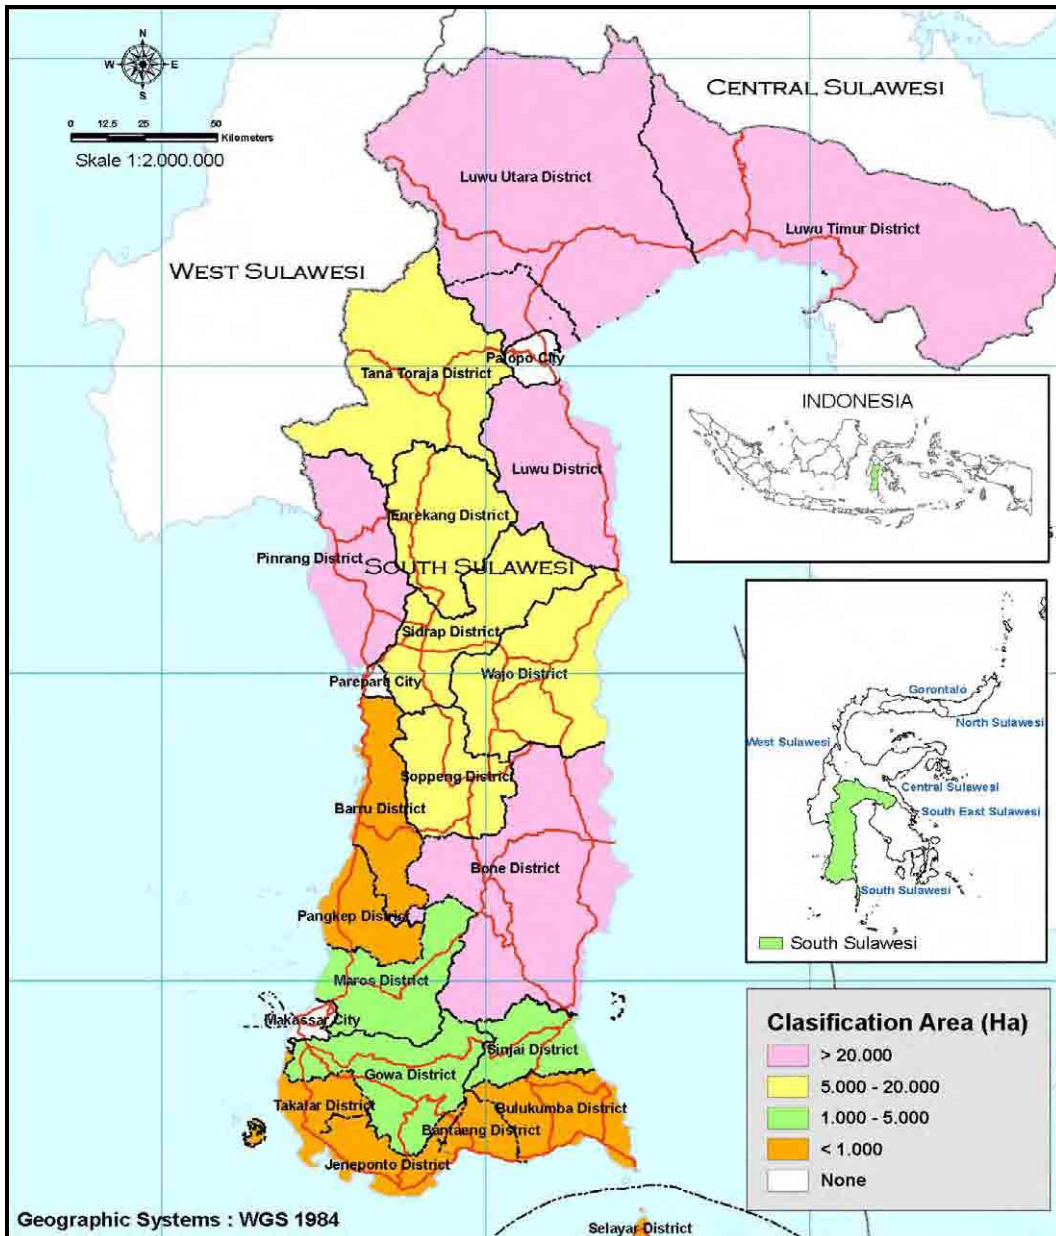 N
W
E
S
0 12.5 25 50
Kilometers
Skale 1:2.000.000
CENTRAL SULAWESI
Luwu Utara District
Luwu Timur District
WEST SULAWESI
Palopo City
Tana Toraja District
INDONESIA
Luwu District
Enrekang District
Pinrang District
SOUTH SULAWESI
Sidrap District
Wajo District
Parepare City
Soppeng District
Barru District
Bone District
Pangkep District
Maros District
Makassar City
Sinjai District
Gowa District
Takalar District
Bulukumba District
Bantaeng District
Jeneponto District
Selayar District
Gorontalo
North Sulawesi
West Sulawesi
Central Sulawesi
South East Sulawesi
South Sulawesi
South Sulawesi
Clasification Area (Ha)
> 20.000
5.000 - 20.000
1.000 - 5.000
< 1.000
None
Geographic Systems : WGS 1984